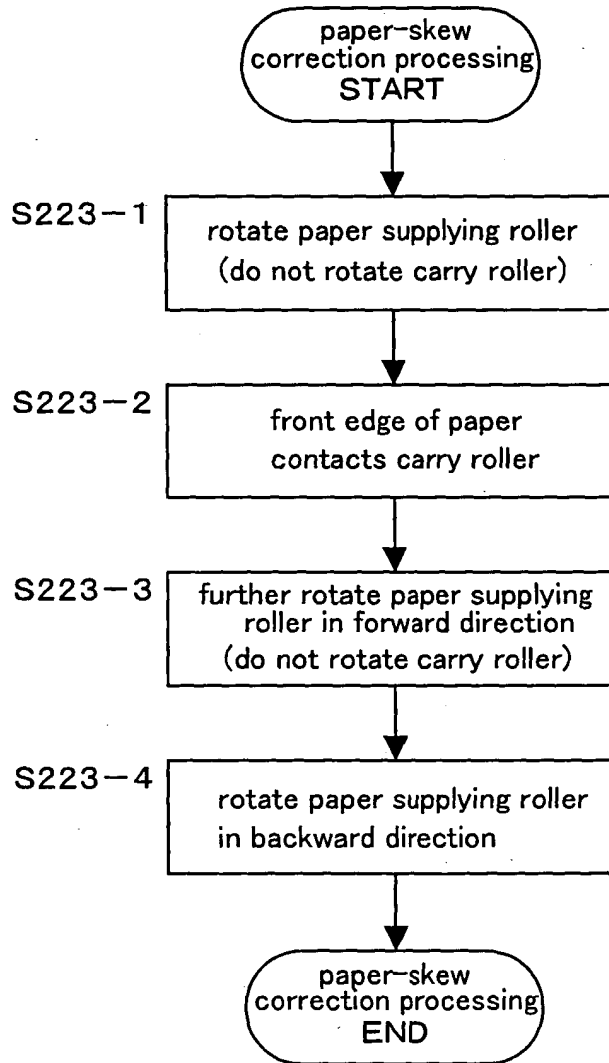 paper-skew
correction processing
START
S223-1
rotate paper supplying roller
(do not rotate carry roller)
S223-2
front edge of paper
contacts carry roller
S223-3
further rotate paper supplying
roller in forward direction
(do not rotate carry roller)
S223-4
rotate paper supplying roller
in backward direction
paper-skew
correction processing
END